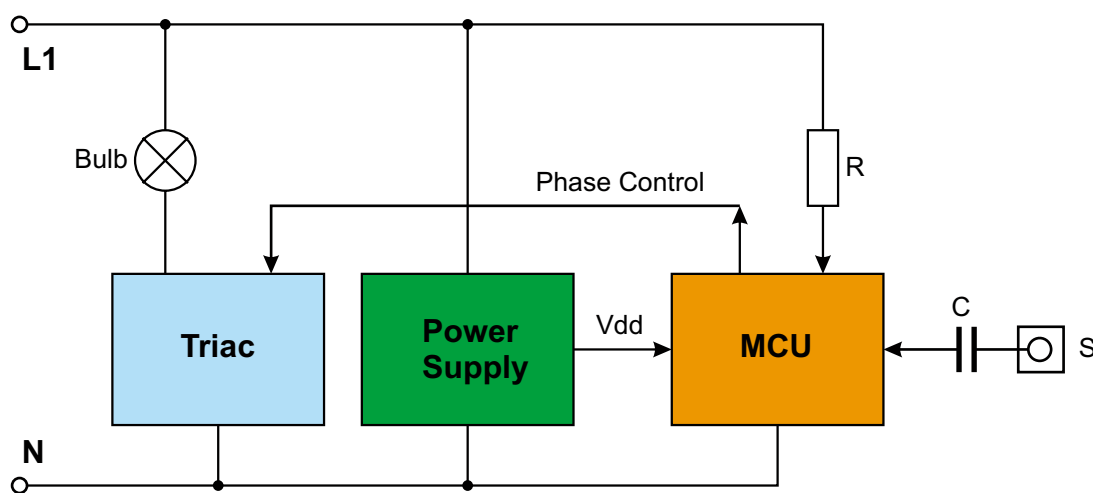 L1
Bulb
R
Phase Control
Triac
Power
Supply
Vdd
MCU
C
S
N